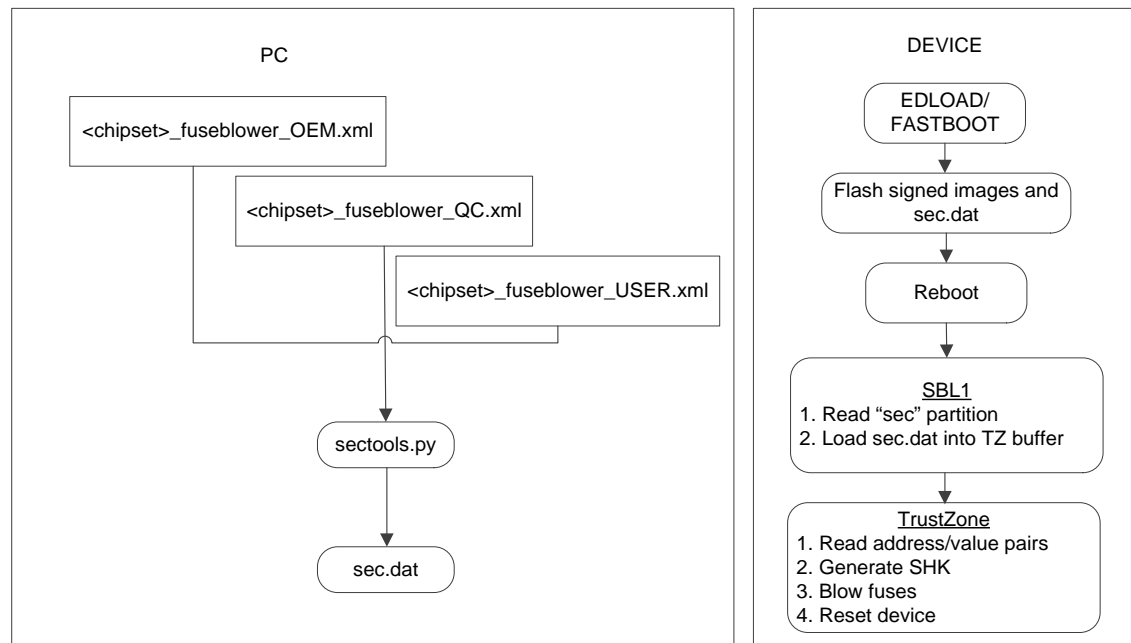 PC
<chipset>_fuseblower_OEM.xml
<chipset>_fuseblower_QC.xml
<chipset>_fuseblower_USER.xml
sectools.py
sec.dat
DEVICE
EDLOAD/
FASTBOOT
Flash signed images and
sec.dat
Reboot
SBL1
1. Read “sec” partition
2. Load sec.dat into TZ buffer
TrustZone
1. Read address/value pairs
2. Generate SHK
3. Blow fuses
4. Reset device